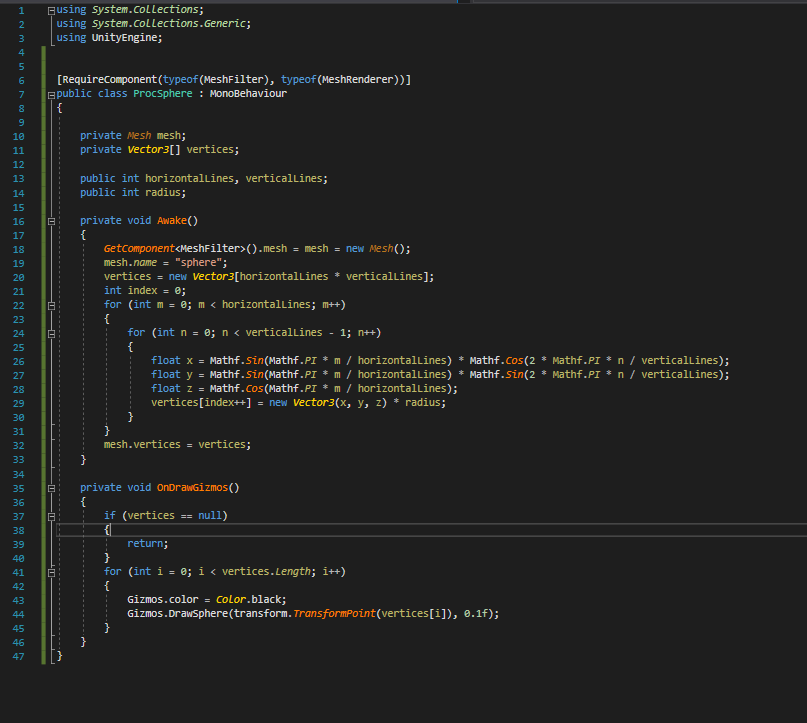 1 using System.Collections;
2 using System.Collections.Generic;
3 using UnityEngine;
4
5
6 [RequireComponent(typeof(MeshFilter), typeof(MeshRenderer))]
7 public class ProcSphere : MonoBehaviour
8 {
9
10 private Mesh mesh;
11 private Vector3[] vertices;
12
13 public int horizontalLines, verticalLines;
14 public int radius;
15
16 private void Awake()
17 {
18 GetComponent<MeshFilter>().mesh = mesh = new Mesh();
19 mesh.name = "sphere";
20 vertices = new Vector3[horizontalLines * verticalLines];
21 int index = 0;
22 for (int m = 0; m < horizontalLines; m++)
23 {
24 for (int n = 0; n < verticalLines - 1; n++)
25 {
26 float x = Mathf.Sin(Mathf.PI * m / horizontalLines) * Mathf.Cos(2 * Mathf.PI * n / verticalLines);
27 float y = Mathf.Sin(Mathf.PI * m / horizontalLines) * Mathf.Sin(2 * Mathf.PI * n / verticalLines);
28 float z = Mathf.Cos(Mathf.PI * m / horizontalLines);
29 vertices[index++] = new Vector3(x, y, z) * radius;
30 }
31 }
32 mesh.vertices = vertices;
33 }
34
35 private void OnDrawGizmos()
36 {
37 if (vertices == null)
38 {
39 return;
40 }
41 for (int i = 0; i < vertices.Length; i++)
42 {
43 Gizmos.color = Color.black;
44 Gizmos.DrawSphere(transform.TransformPoint(vertices[i]), 0.1f);
45 }
46 }
47 }